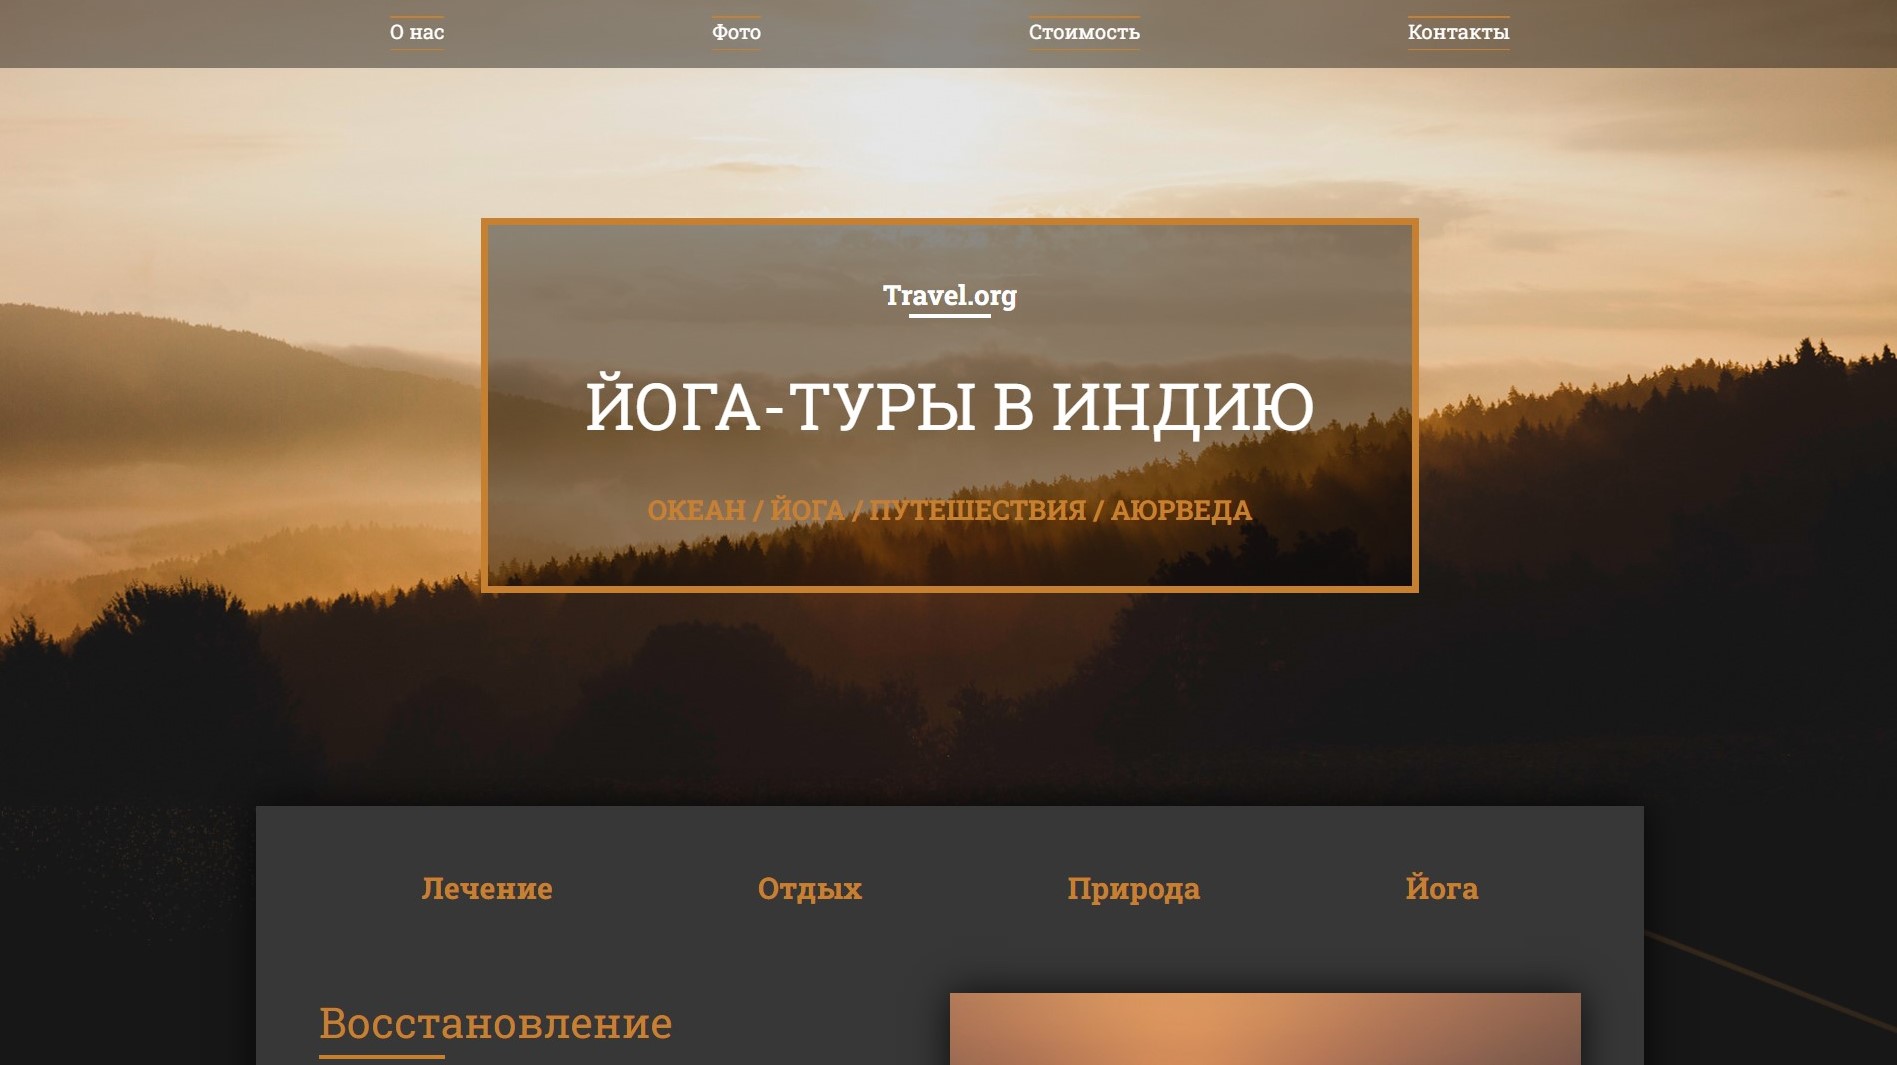 О нас
Фото
Стоимость
Контакты
Travel.org
ЙОГА-ТУРЫ В ИНДИЮ
ОКЕАН / ЙОГА / ПУТЕШЕСТВИЯ / АЮРВЕДА
Лечение
Отдых
Природа
Йога
Восстановление